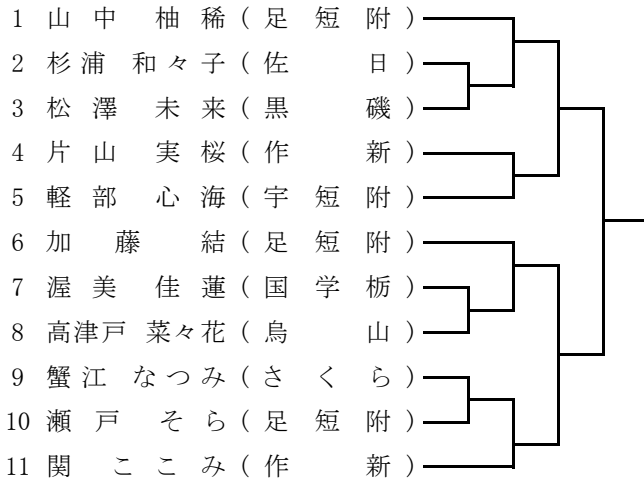 1 山中 柚稀(足短附)
2 杉浦 和々子(佐日)
3 松澤 未来(黒磯)
4 片山 実桜(作新)
5 軽部 心海(宇短附)
6 加藤 結(足短附)
7 渥美 佳蓮(国学栃)
8 高津戸 菜々花(烏山)
9 蟹江 なつみ(さくら)
10 瀬戸 そら(足短附)
11 関 ここみ(作新)